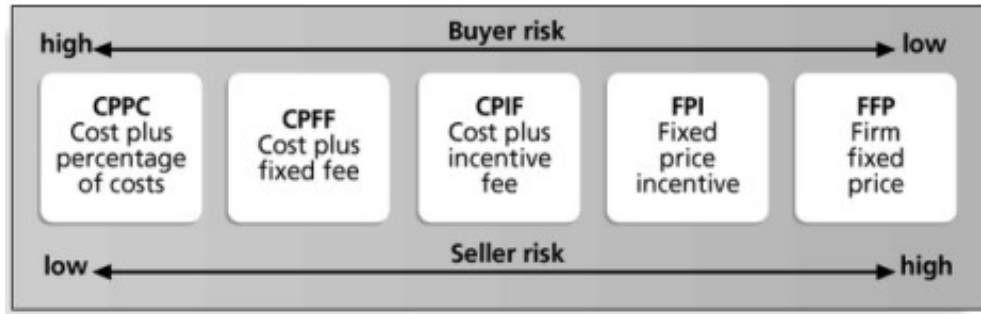 Buyer risk
high
low
CPPC
Cost plus
percentage
of costs
CPFF
Cost plus
fixed fee
CPIF
Cost plus
incentive
fee
FPI
Fixed
price
incentive
FFP
Firm
fixed
price
Seller risk
low
high